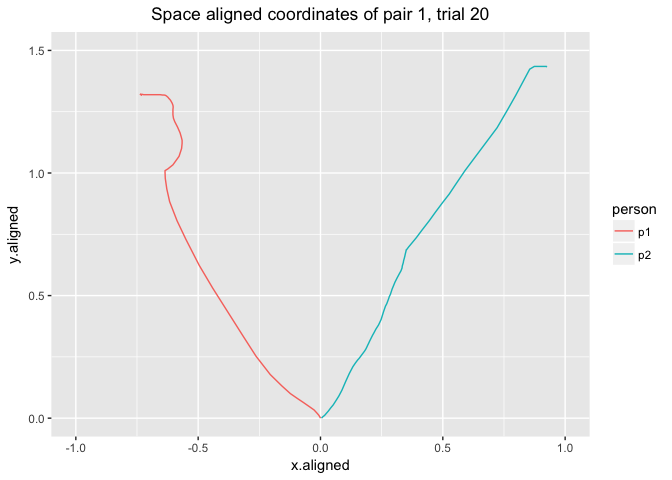 Space aligned coordinates of pair 1, trial 20
1.5
1.0
0.5
0.0
y.aligned
-1.0 -0.5 0.0 0.5 1.0
x.aligned
person
p1
p2